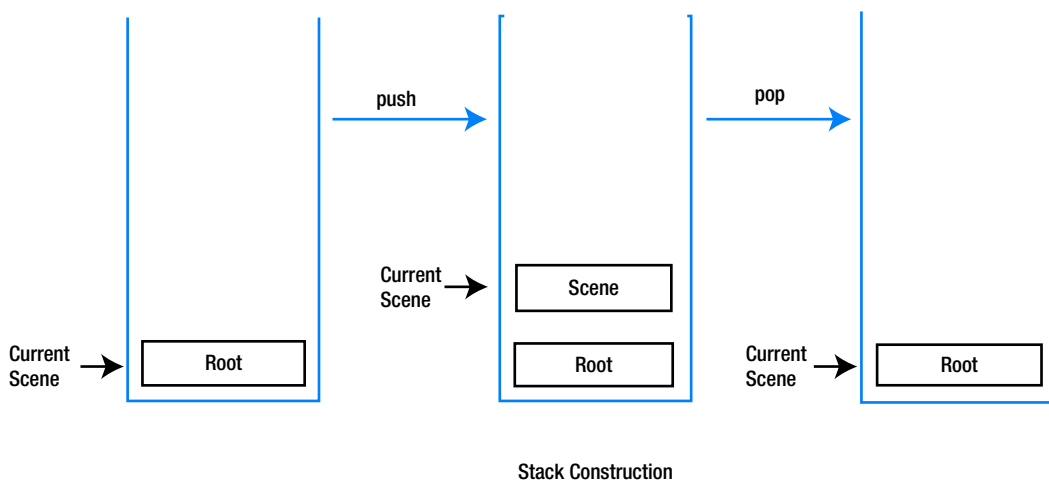 push
pop
Current
Scene
Scene
Current
Scene
Root
Root
Current
Scene
Root
Stack Construction